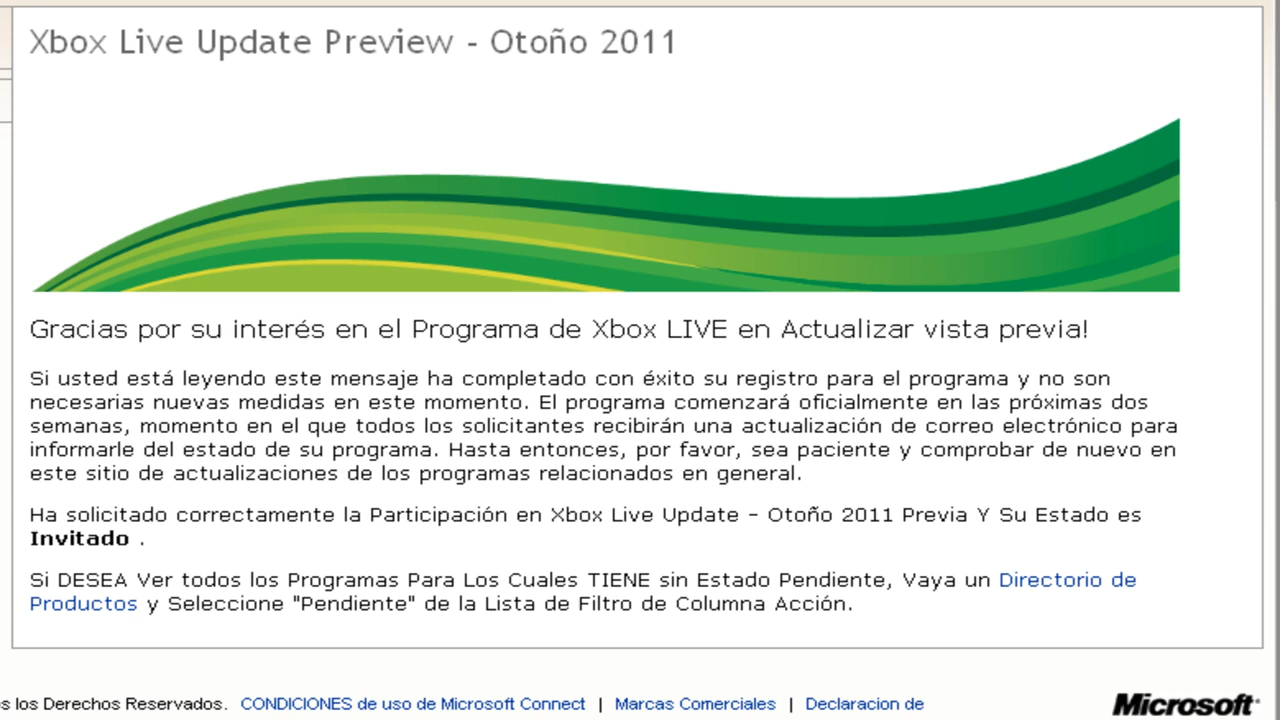 Xbox Live Update Preview - Otoño 2011
Gracias por su interés en el Programa de Xbox LIVE en Actualizar vista previa!
Si usted está leyendo este mensaje ha completado con éxito su registro para el programa y no son
necesarias nuevas medidas en este momento. El programa comenzará oficialmente en las próximas dos
semanas, momento en el que todos los solicitantes recibirán una actualización de correo electrónico para
informarle del estado de su programa. Hasta entonces, por favor, sea paciente y comprobar de nuevo en
este sitio de actualizaciones de los programas relacionados en general.
Ha solicitado correctamente la Participación en Xbox Live Update – Otoño 2011 Previa Y Su Estado es
Invitado .
Si DESEA Ver todos los Programas Para Los Cuales TIENE sin Estado Pendiente, Vaya un Directorio de
Productos y Seleccione "Pendiente" de la Lista de Filtro de Columna Acción.
s los Derechos Reservados. CONDICIONES de uso de Microsoft Connect | Marcas Comerciales | Declaracion de
Microsoft